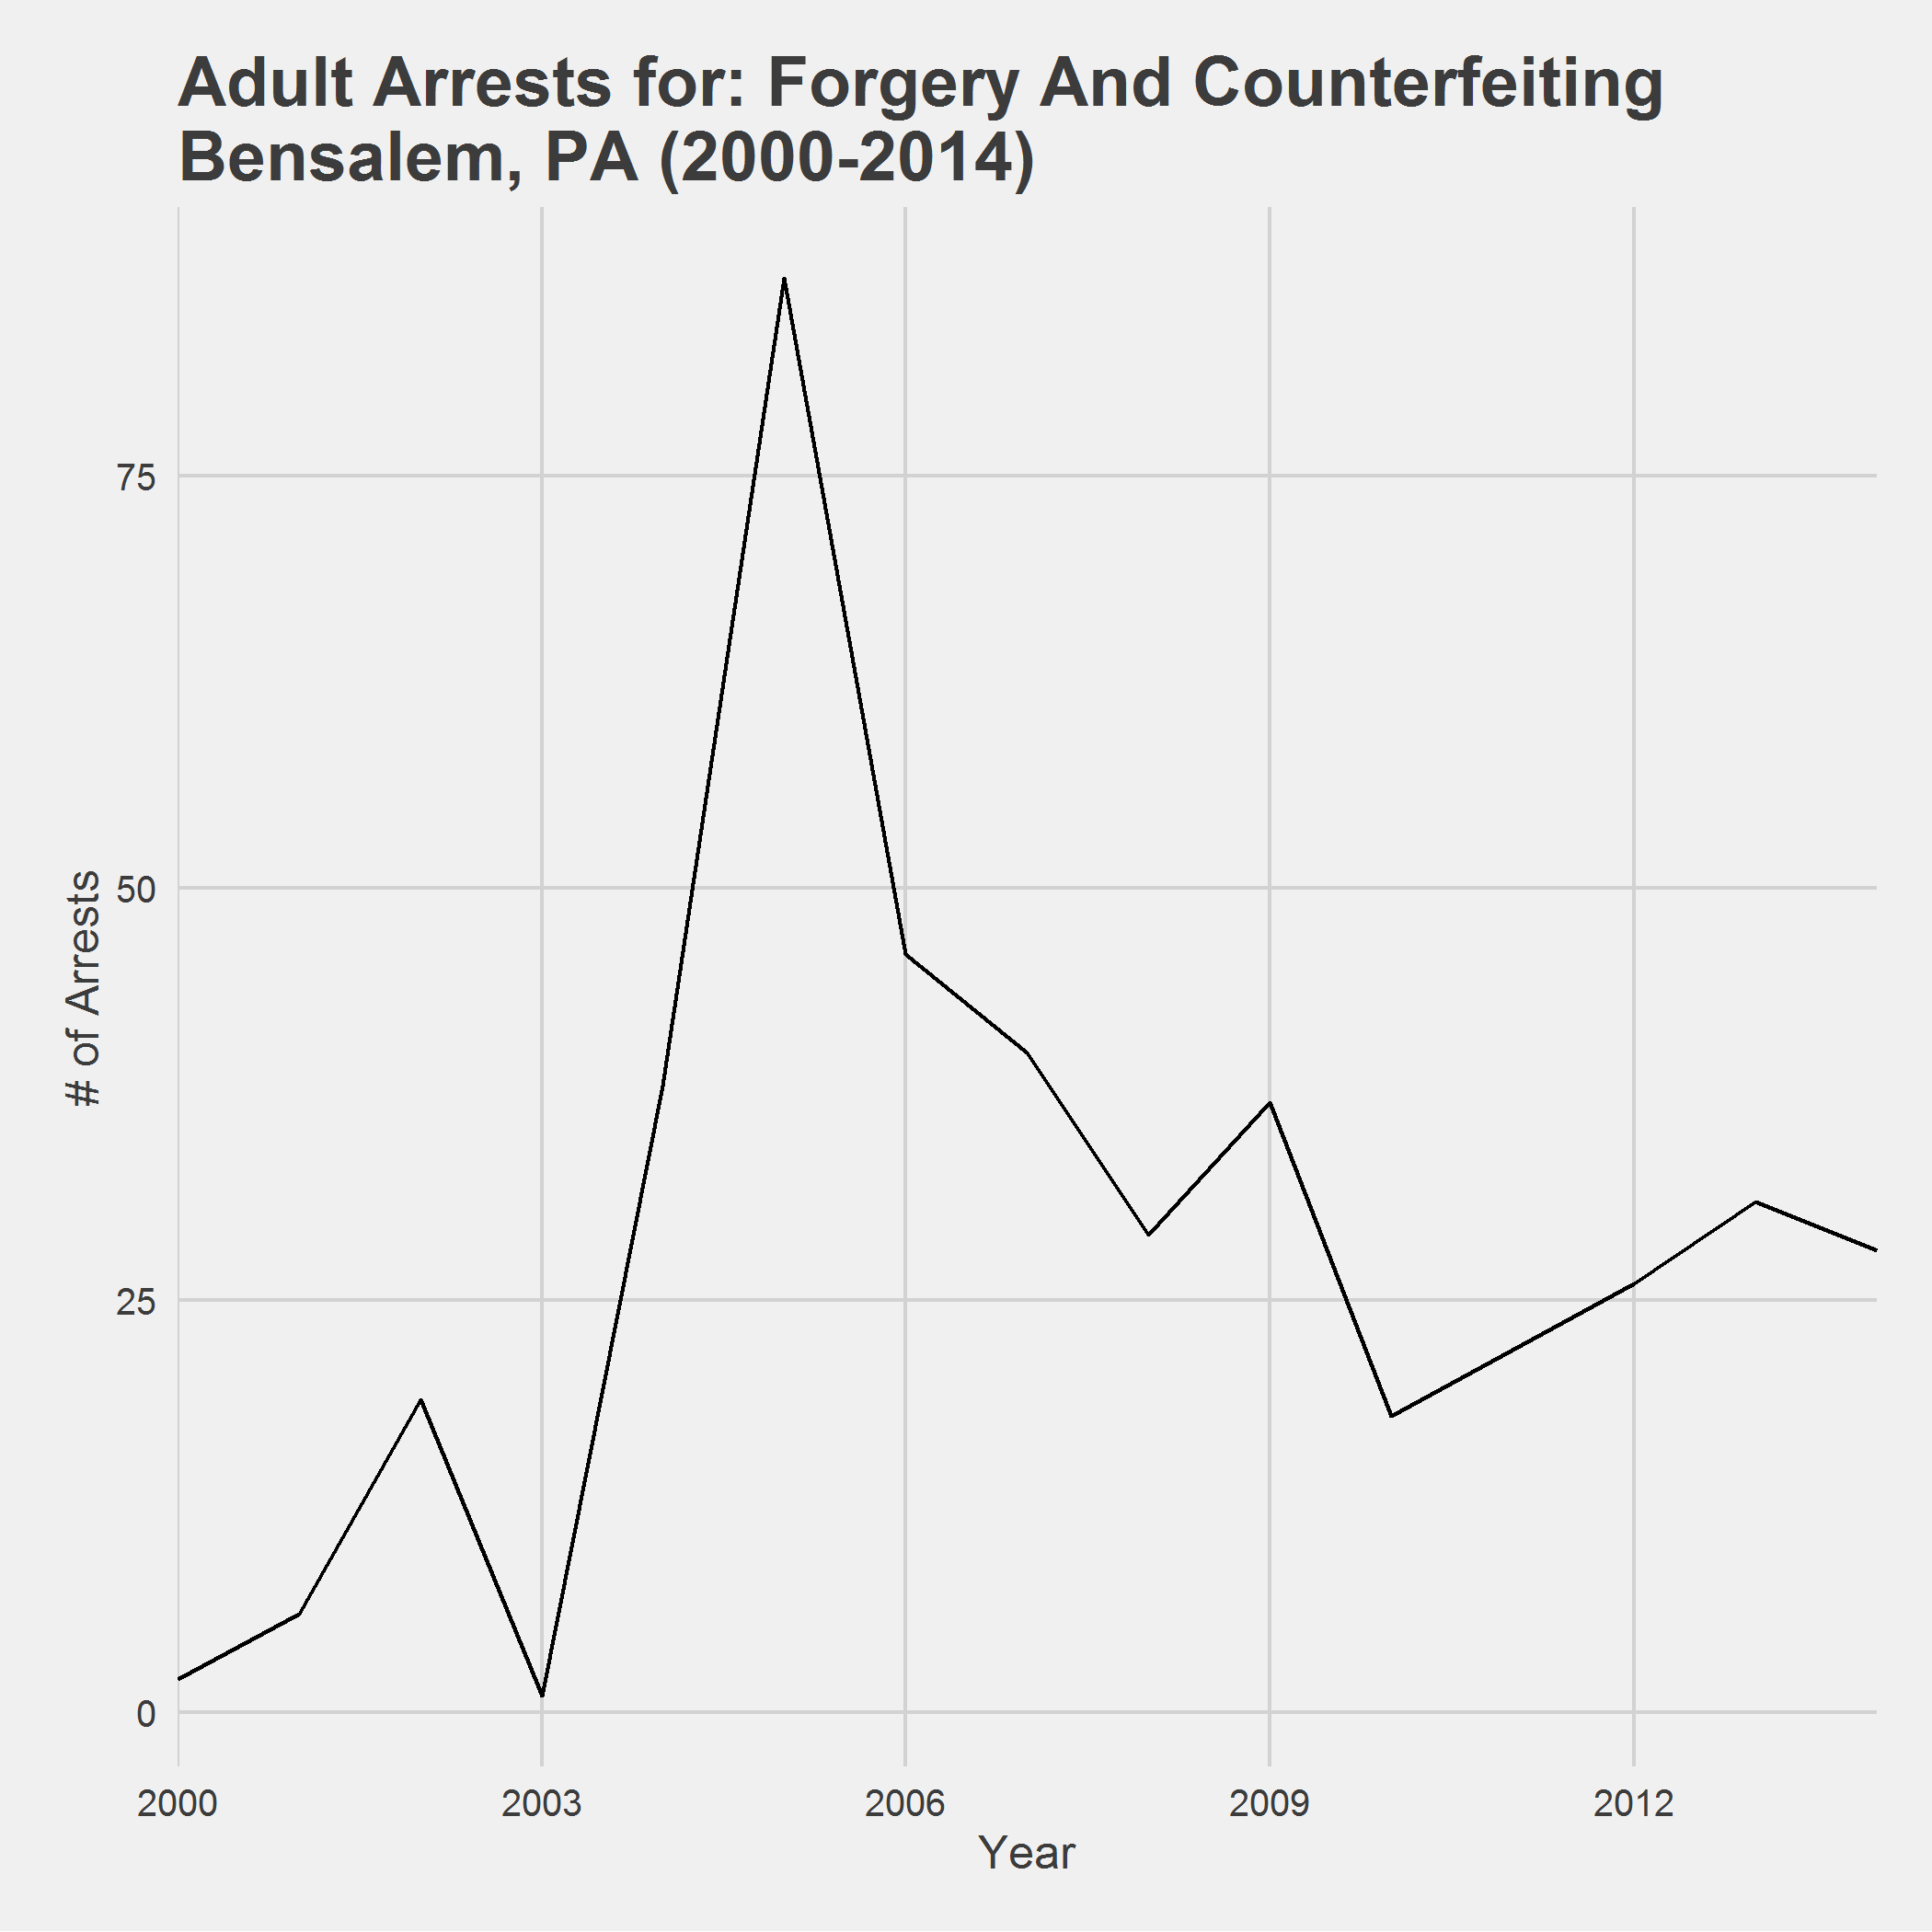 Adult Arrests for: Forgery And Counterfeiting
Bensalem, PA (2000-2014)
# of Arrests
75
50
25
0
2000 2003 2006 2009 2012
Year